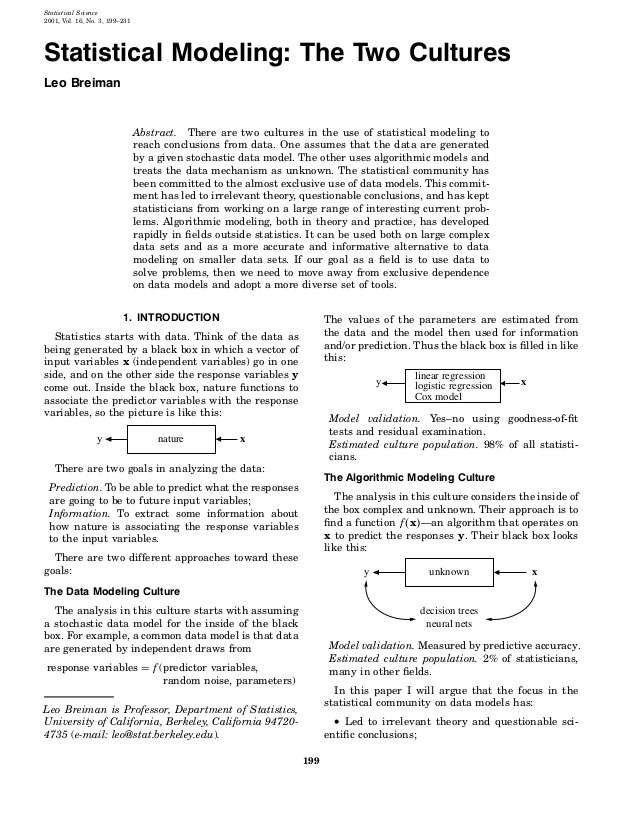 Statistical Science
2001, Vol. 16, No. 3, 199–231
Statistical Modeling: The Two Cultures
Leo Breiman
Abstract. There are two cultures in the use of statistical modeling to
reach conclusions from data. One assumes that the data are generated
by a given stochastic data model. The other uses algorithmic models and
treats the data mechanism as unknown. The statistical community has
been committed to the almost exclusive use of data models. This commit-
ment has led to irrelevant theory, questionable conclusions, and has kept
statisticians from working on a large range of interesting current prob-
lems. Algorithmic modeling, both in theory and practice, has developed
rapidly in fields outside statistics. It can be used both on large complex
data sets and as a more accurate and informative alternative to data
modeling on smaller data sets. If our goal as a field is to use data to
solve problems, then we need to move away from exclusive dependence
on data models and adopt a more diverse set of tools.
1. INTRODUCTION
Statistics starts with data. Think of the data as
being generated by a black box in which a vector of
input variables x (independent variables) go in one
side, and on the other side the response variables y
come out. Inside the black box, nature functions to
associate the predictor variables with the response
variables, so the picture is like this:
y nature x
There are two goals in analyzing the data:
Prediction. To be able to predict what the responses
are going to be to future input variables;
Information. To extract some information about
how nature is associating the response variables
to the input variables.
There are two different approaches toward these
goals:
The Data Modeling Culture
The analysis in this culture starts with assuming
a stochastic data model for the inside of the black
box. For example, a common data model is that data
are generated by independent draws from
response variables = f(predictor variables,
random noise, parameters)
Leo Breiman is Professor, Department of Statistics,
University of California, Berkeley, California 94720-
4735 (e-mail: leo@stat.berkeley.edu).
The values of the parameters are estimated from
the data and the model then used for information
and/or prediction. Thus the black box is filled in like
this:
linear regression
y logistic regression x
Cox model
Model validation. Yes–no using goodness-of-fit
tests and residual examination.
Estimated culture population. 98% of all statisti-
cians.
The Algorithmic Modeling Culture
The analysis in this culture considers the inside of
the box complex and unknown. Their approach is to
find a function f(x)—an algorithm that operates on
x to predict the responses y. Their black box looks
like this:
y unknown x
decision trees
neural nets
Model validation. Measured by predictive accuracy.
Estimated culture population. 2% of statisticians,
many in other fields.
In this paper I will argue that the focus in the
statistical community on data models has:
• Led to irrelevant theory and questionable sci-
entific conclusions;
199